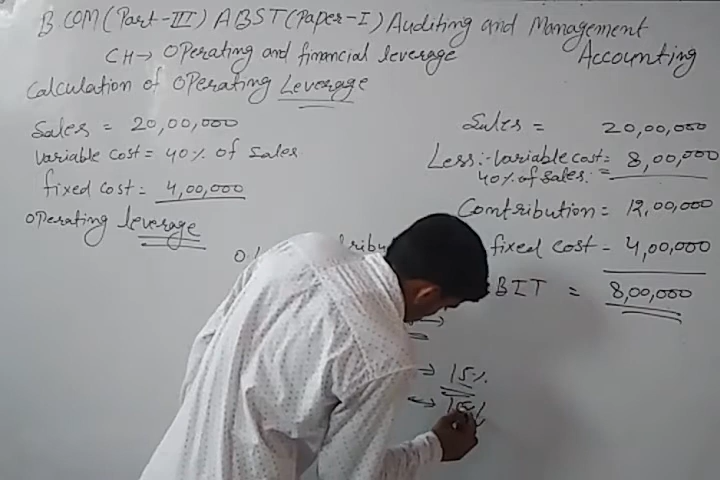 B COM (Part-III) ABST (Paper-I) Auditing and Management Accounting
CH → Operating and financial leverage
Calculation of Operating Leverage
Sales = 20,00,000
variable cost = 40% of Sales
fixed cost = 4,00,000
Operating leverage
Sales = 20,00,000
Less:- variable cost = 8,00,000
40% of sales. =
Contribution = 12,00,000
fixed cost - 4,00,000
BIT = 8,00,000
→ 15%